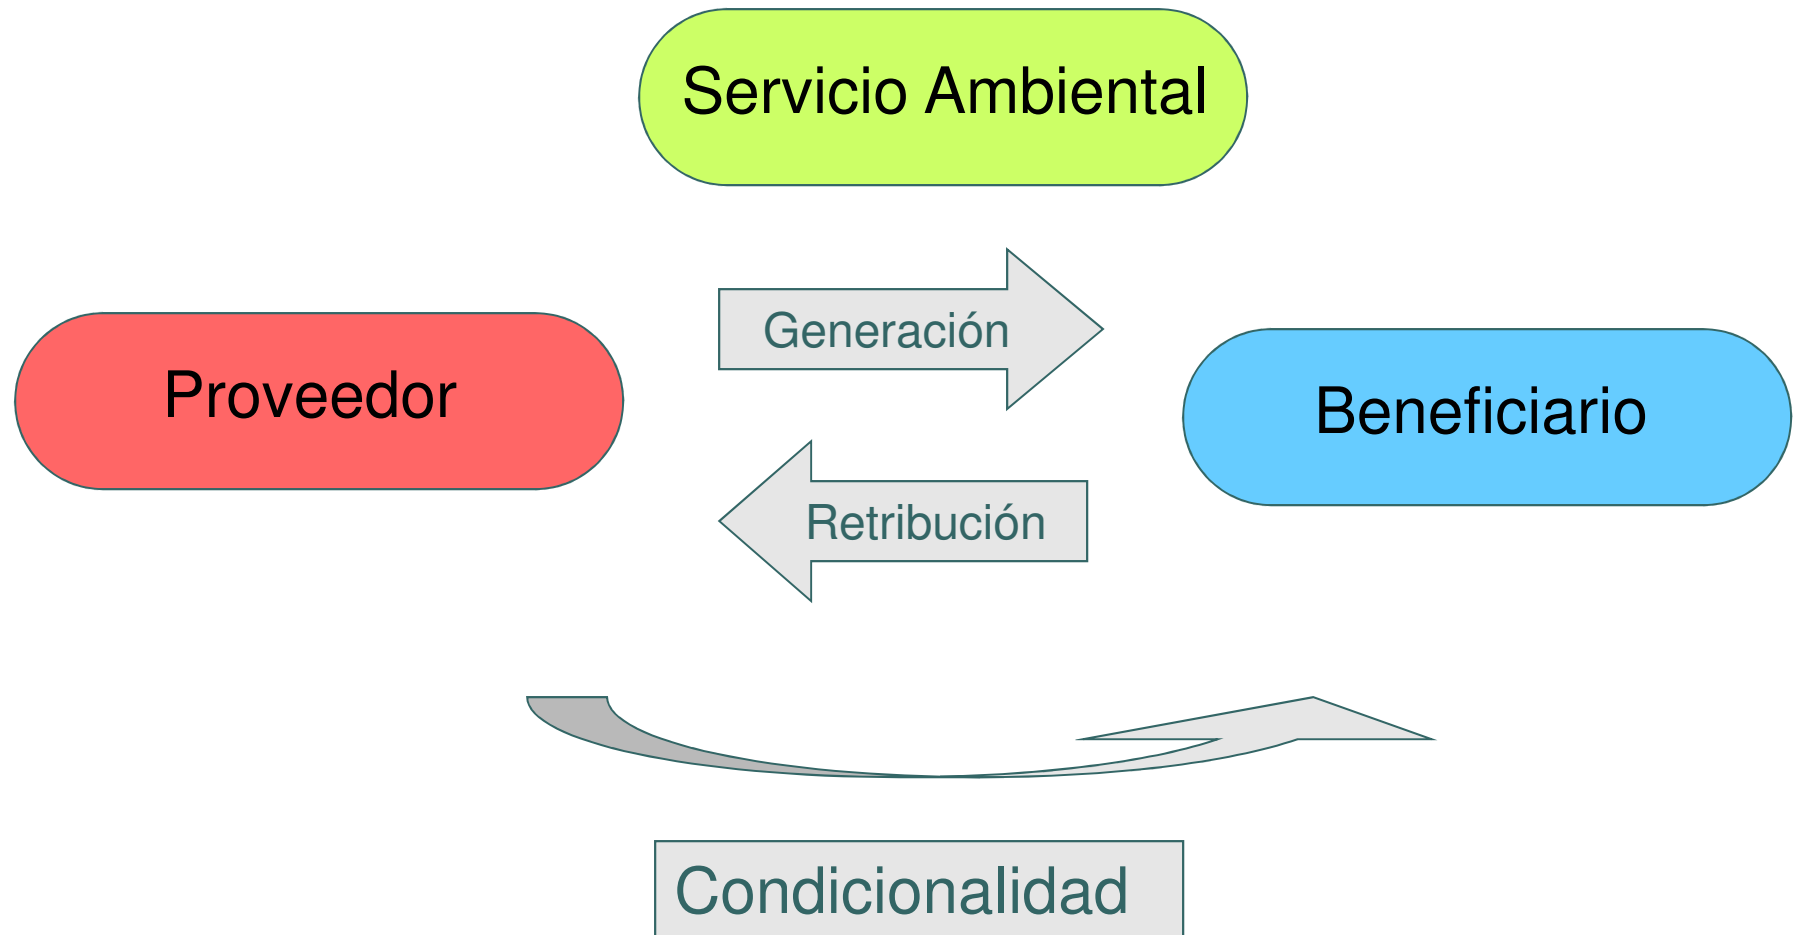 Servicio Ambiental
Generación
Proveedor
Beneficiario
Retribución
Condicionalidad